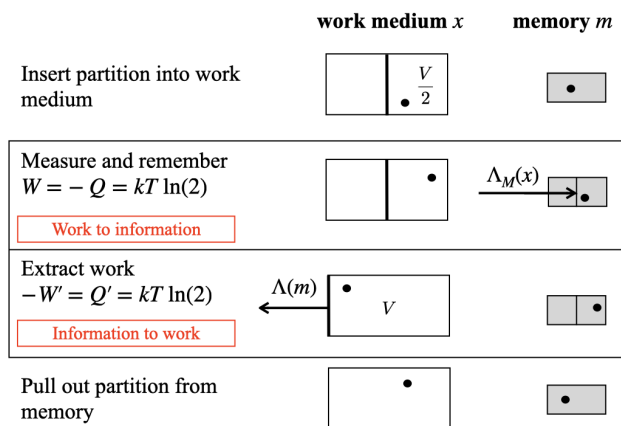 work medium x memory m
Insert partition into work
medium
V
2
Measure and remember
W = − Q = kT ln(2)
Λ_M(x)
Work to information
Extract work
−W′ = Q′ = kT ln(2)
Λ(m)
V
Information to work
Pull out partition from
memory